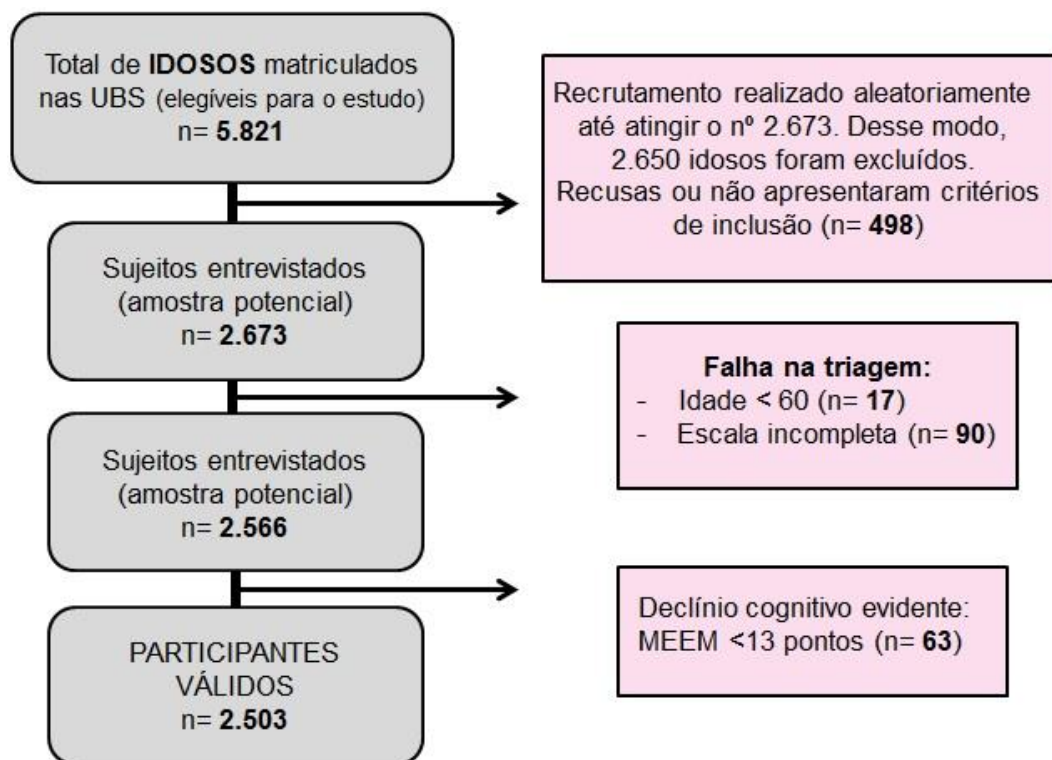 Total de IDOSOS matriculados
nas UBS (elegíveis para o estudo)
n= 5.821
Recrutamento realizado aleatoriamente
até atingir o nº 2.673. Desse modo,
2.650 idosos foram excluídos.
Recusas ou não apresentaram critérios
de inclusão (n= 498)
Sujeitos entrevistados
(amostra potencial)
n= 2.673
Falha na triagem:
- Idade < 60 (n= 17)
- Escala incompleta (n= 90)
Sujeitos entrevistados
(amostra potencial)
n= 2.566
Declínio cognitivo evidente:
MEEM <13 pontos (n= 63)
PARTICIPANTES
VÁLIDOS
n= 2.503